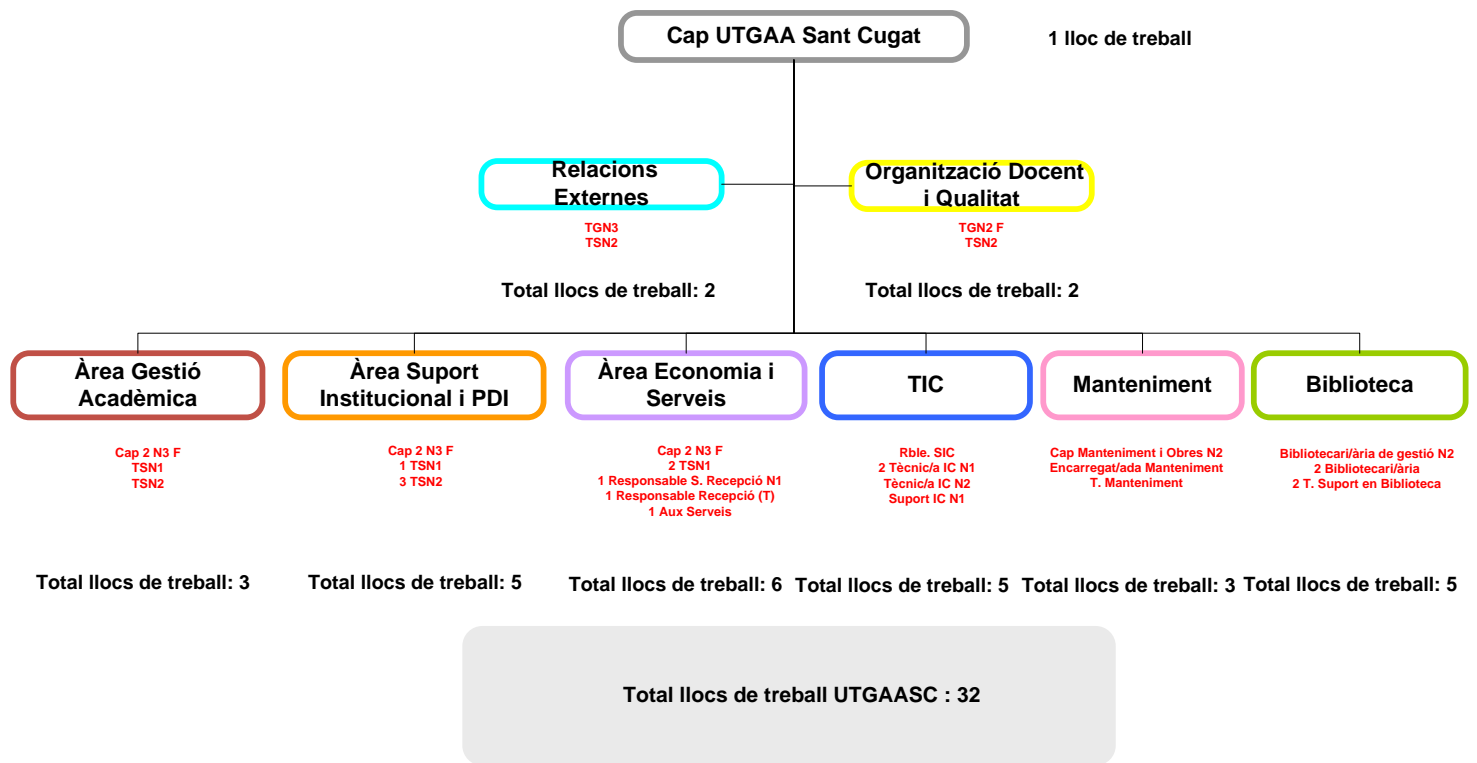 Cap UTGAA Sant Cugat
1 lloc de treball
Relacions
Externes
TGN3
TSN2
Total llocs de treball: 2
Organització Docent
i Qualitat
TGN2 F
TSN2
Total llocs de treball: 2
Àrea Gestió
Acadèmica
Cap 2 N3 F
TSN1
TSN2
Total llocs de treball: 3
Àrea Suport
Institucional i PDI
Cap 2 N3 F
1 TSN1
3 TSN2
Total llocs de treball: 5
Àrea Economia i
Serveis
Cap 2 N3 F
2 TSN1
1 Responsable S. Recepció N1
1 Responsable Recepció (T)
1 Aux Serveis
Total llocs de treball: 6
TIC
Rble. SIC
2 Tècnic/a IC N1
Tècnic/a IC N2
Suport IC N1
Total llocs de treball: 5
Manteniment
Cap Manteniment i Obres N2
Encarregat/ada Manteniment
T. Manteniment
Total llocs de treball: 3
Biblioteca
Bibliotecari/ària de gestió N2
2 Bibliotecari/ària
2 T. Suport en Biblioteca
Total llocs de treball: 5
Total llocs de treball UTGAASC : 32